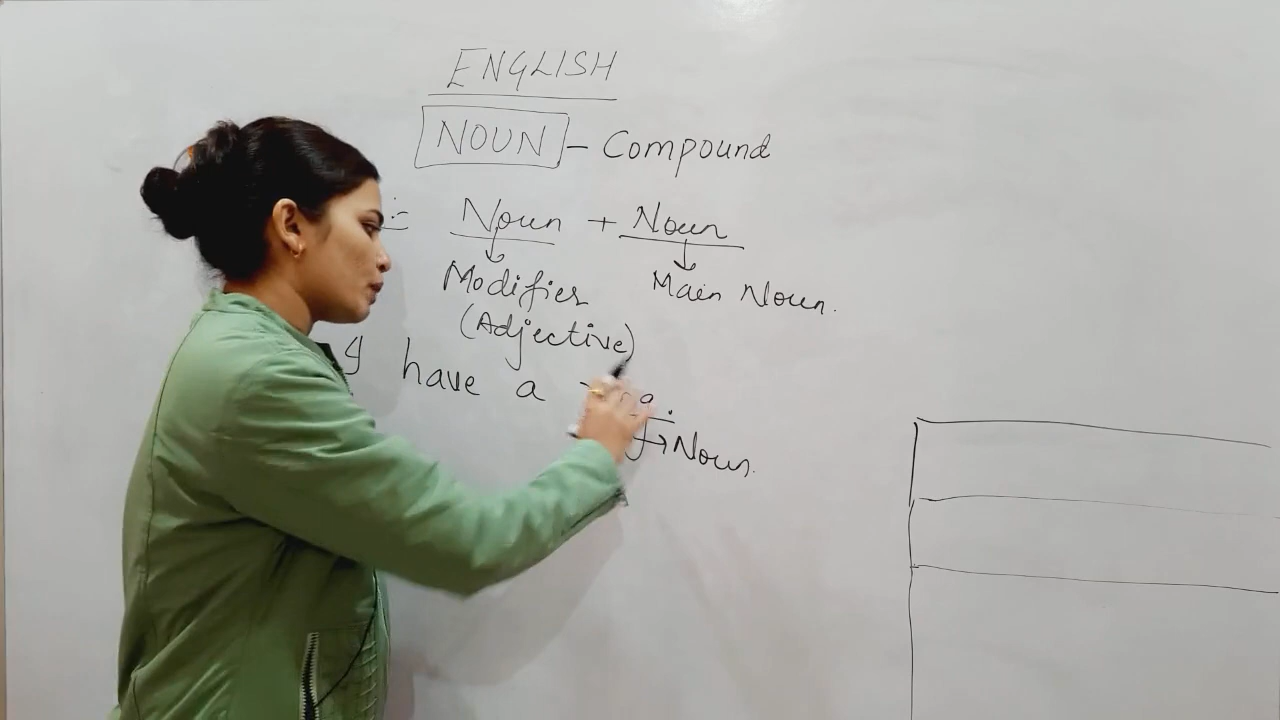 ENGLISH
NOUN - Compound
:- Noun + Noun
Modifier Main Noun.
(Adjective)
I have a
Noun.